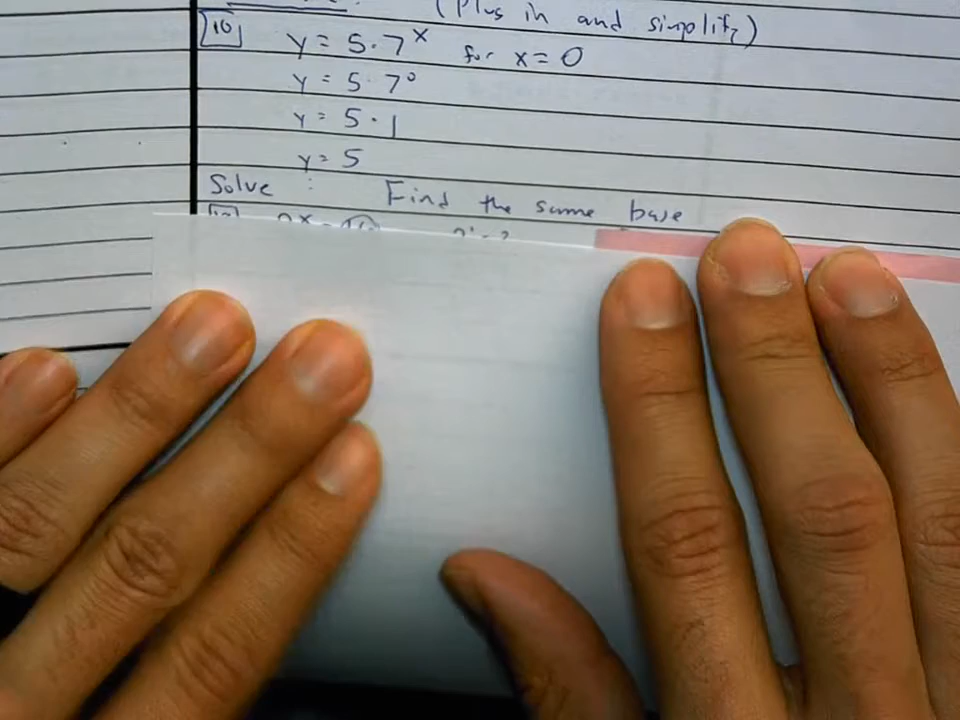 (Plug in and simplify)
10 y = 5·7^x for x = 0
y = 5·7^0
y = 5·1
y = 5
Solve : Find the same base